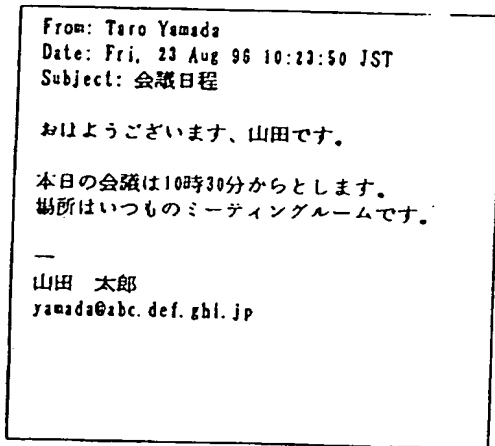 From: Taro Yamada
Date: Fri, 23 Aug 96 10:23:50 JST
Subject: 会議日程
おはようございます、山田です。
本日の会議は10時30分からとします。
場所はいつものミーティングルームです。
—
山田　太郎
yamada@abc.def.ghi.jp